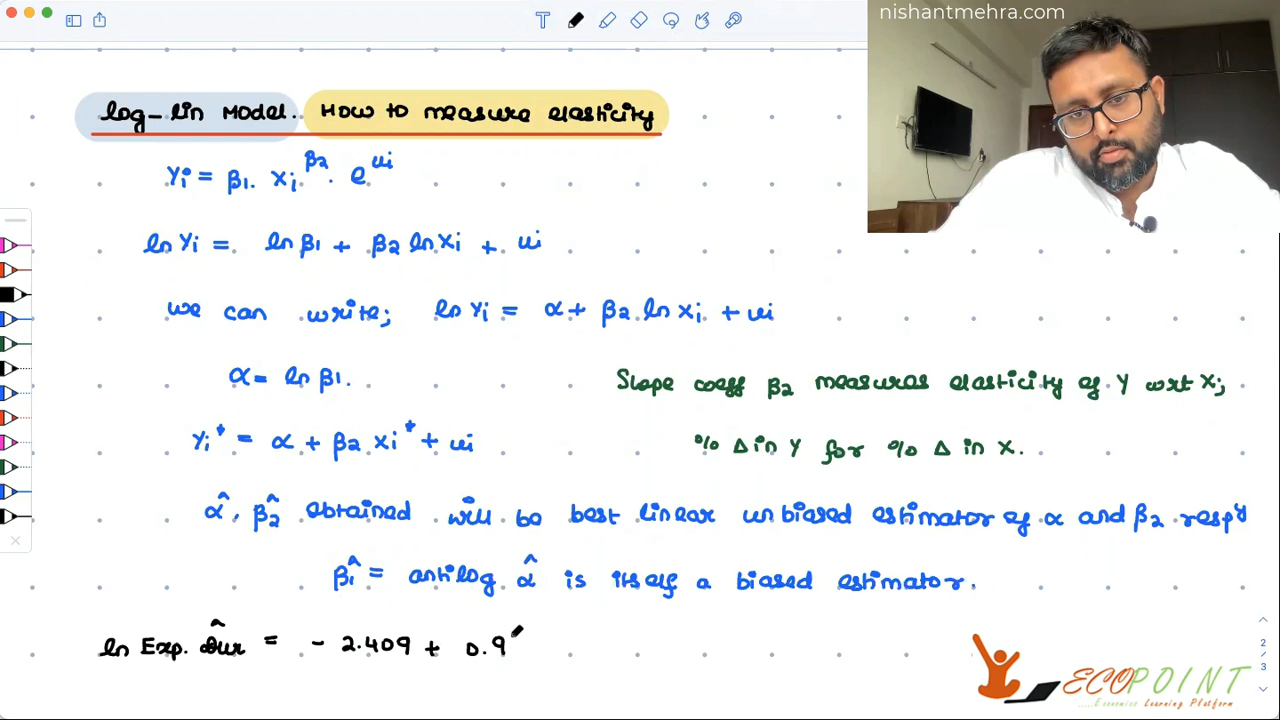 nishantmehra.com
log-lin Model. How to measure elasticity
Yi = β1. Xi^β2. e^ui
ln Yi = ln β1 + β2 ln Xi + ui
we can write; ln Yi = α + β2 ln Xi + ui
α = ln β1.
Slope coeff β2 measures elasticity of Y wrt X;
Yi* = α + β2 Xi* + ui
% Δ in Y for % Δ in X.
α̂, β̂2 obtained will be best linear unbiased estimator of α and β2 resp'y
β̂1 = antilog α̂ is itself a biased estimator.
ln Exp. D̂ur = - 2.409 + 0.9
ECOPOINT
.....Economics Learning Platform
2
/
3